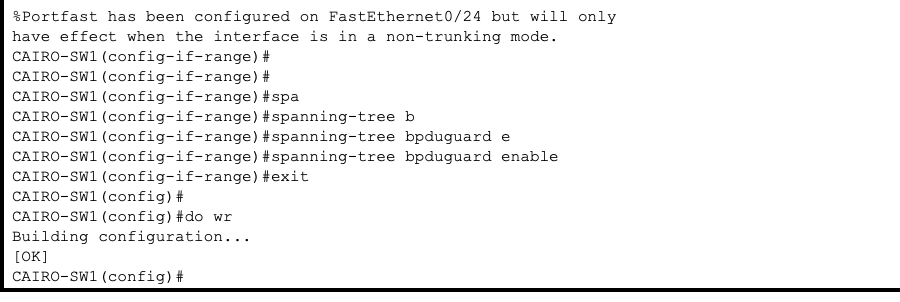 %Portfast has been configured on FastEthernet0/24 but will only
have effect when the interface is in a non-trunking mode.
CAIRO-SW1(config-if-range)#
CAIRO-SW1(config-if-range)#
CAIRO-SW1(config-if-range)#spa
CAIRO-SW1(config-if-range)#spanning-tree b
CAIRO-SW1(config-if-range)#spanning-tree bpduguard e
CAIRO-SW1(config-if-range)#spanning-tree bpduguard enable
CAIRO-SW1(config-if-range)#exit
CAIRO-SW1(config)#
CAIRO-SW1(config)#do wr
Building configuration...
[OK]
CAIRO-SW1(config)#